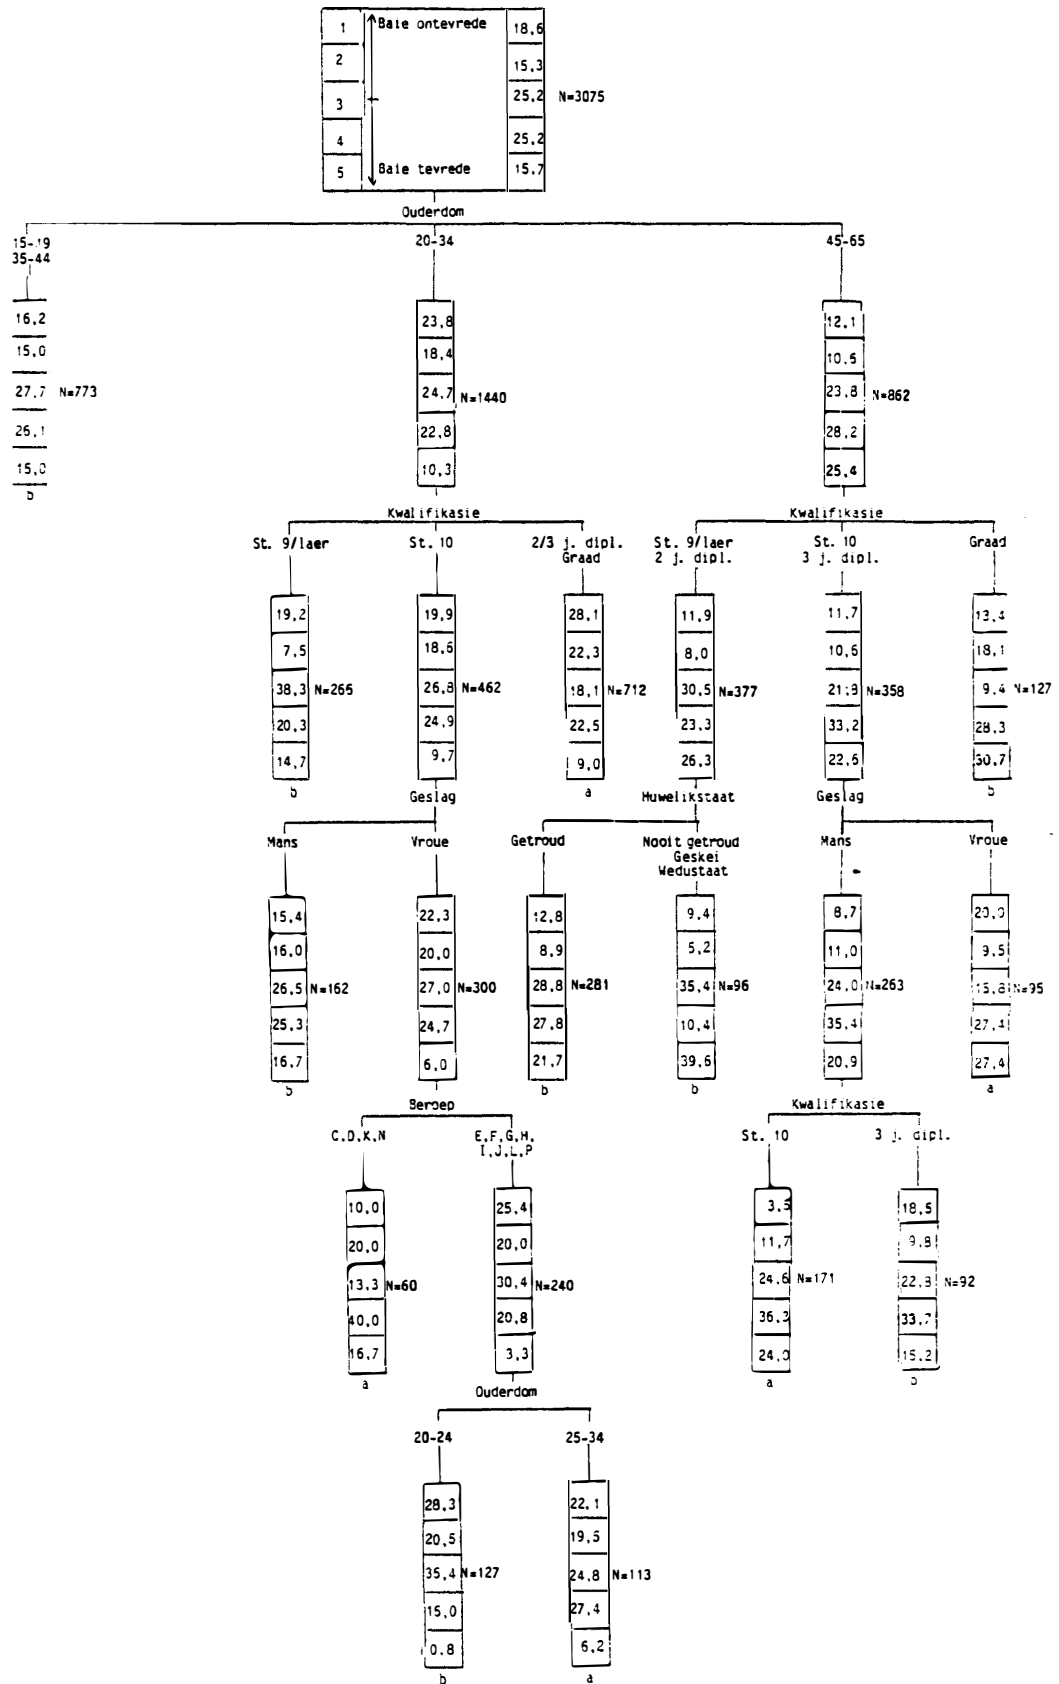 1 Baie ontevrede 18,6
2 15,3
3 25,2 N=3075
4 25,2
5 Baie tevrede 15,7
Ouderdom
15-19 20-34 45-65
35-44
16,2 23,8 12,1
15,0 18,4 10,5
27,7 N=773 24,7 N=1440 23,8 N=862
26,1 22,8 28,2
15,0 10,3 25,4
b
Kwalifikasie Kwalifikasie
St. 9/laer St. 10 2/3 j. dipl. St. 9/laer St. 10 Graad
Graad 2 j. dipl. 3 j. dipl.
19,2 19,9 28,1 11,9 11,7 13,4
7,5 18,6 22,3 8,0 10,6 18,1
38,3 N=266 26,8 N=462 18,1 N=712 30,5 N=377 21,8 N=358 9,4 N=127
20,3 24,9 22,5 23,3 33,2 28,3
14,7 9,7 9,0 26,3 22,6 30,7
b Geslag a Huwelikstaat Geslag b
Mans Vroue Getroud Nooit getroud Mans Vroue
Geskei
Wedustaat
15,4 22,3 12,8 9,4 8,7 20,0
16,0 20,0 8,9 5,2 11,0 9,5
26,5 N=162 27,0 N=300 28,8 N=281 35,4 N=96 24,0 N=263 15,8 N=95
25,3 24,7 27,8 10,4 35,4 27,4
16,7 6,0 21,7 39,6 20,9 27,4
b Beroep b b Kwalifikasie a
C,D,K,N E,F,G,H, St. 10 3 j. dipl.
I,J,L,P
10,0 25,4 3,5 18,5
20,0 20,0 11,7 9,8
13,3 N=60 30,4 N=240 24,6 N=171 22,8 N=92
40,0 20,8 36,3 33,7
16,7 3,3 24,0 15,2
a a b
Ouderdom
20-24 25-34
28,3 22,1
20,5 19,5
35,4 N=127 24,8 N=113
15,0 27,4
0,8 6,2
b a